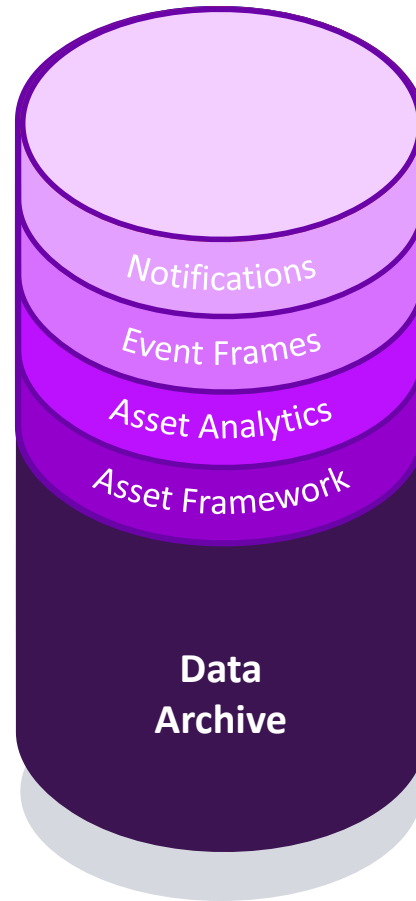 Notifications
Event Frames
Asset Analytics
Asset Framework
Data
Archive